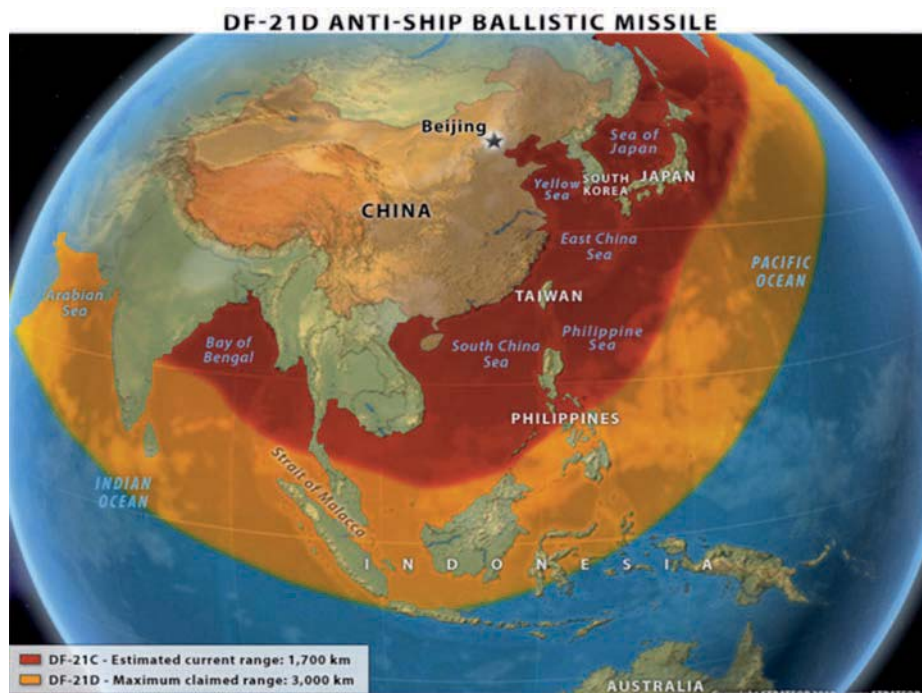 DF-21D ANTI-SHIP BALLISTIC MISSILE
Beijing
Sea of
Japan
Yellow
Sea
SOUTH
KOREA
JAPAN
CHINA
East China
Sea
PACIFIC
OCEAN
Arabian
Sea
TAIWAN
Bay of
Bengal
South China
Sea
Philippine
Sea
PHILIPPINES
INDIAN
OCEAN
Strait of Malacca
INDONESIA
DF-21C - Estimated current range: 1,700 km
DF-21D - Maximum claimed range: 3,000 km
AUSTRALIA